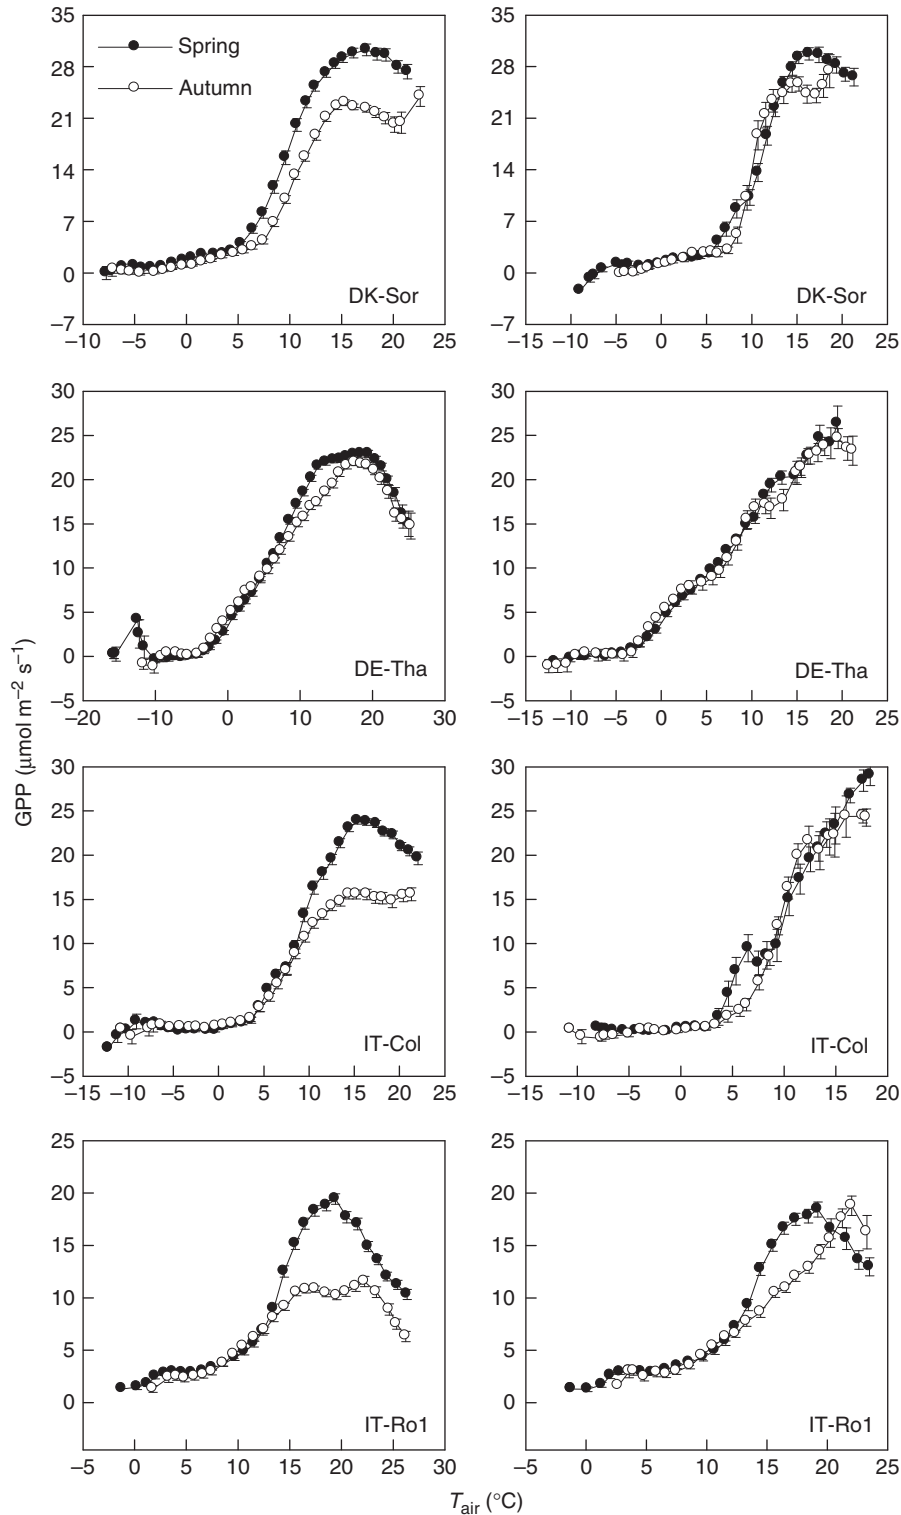 35
28
21
14
7
0
–7
Spring
Autumn
DK-Sor
–10 –5 0 5 10 15 20 25
35
28
21
14
7
0
–7
DK-Sor
–15 –10 –5 0 5 10 15 20 25
30
25
20
15
10
5
0
–5
DE-Tha
–20 –10 0 10 20 30
30
25
20
15
10
5
0
–5
DE-Tha
–15 –10 –5 0 5 10 15 20 25
GPP (μmol m–2 s–1)
30
25
20
15
10
5
0
–5
IT-Col
–15 –10 –5 0 5 10 15 20 25
30
25
20
15
10
5
0
–5
IT-Col
–15 –10 –5 0 5 10 15 20
25
20
15
10
5
0
IT-Ro1
–5 0 5 10 15 20 25 30
25
20
15
10
5
0
IT-Ro1
–5 0 5 10 15 20 25
Tair (°C)